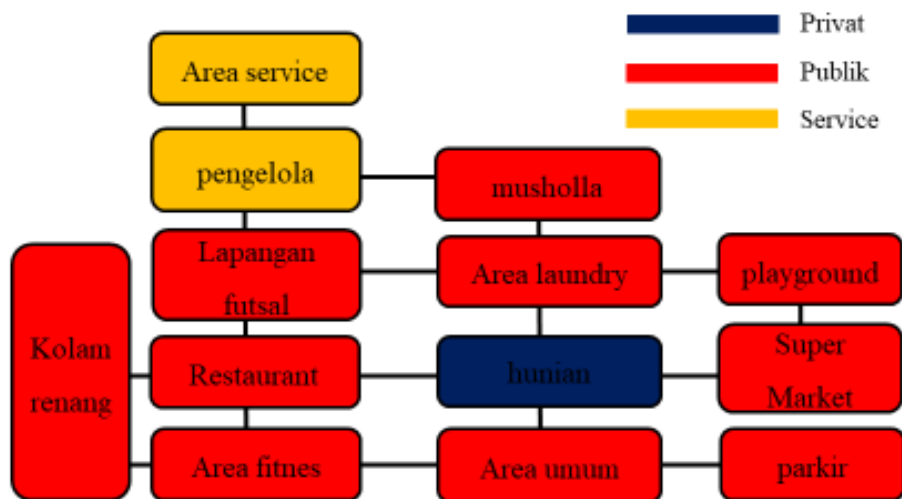 Privat
Publik
Service
Area service
pengelola
musholla
Lapangan
futsal
Area laundry
playground
Kolam
renang
Restaurant
hunian
Super
Market
Area fitnes
Area umum
parkir